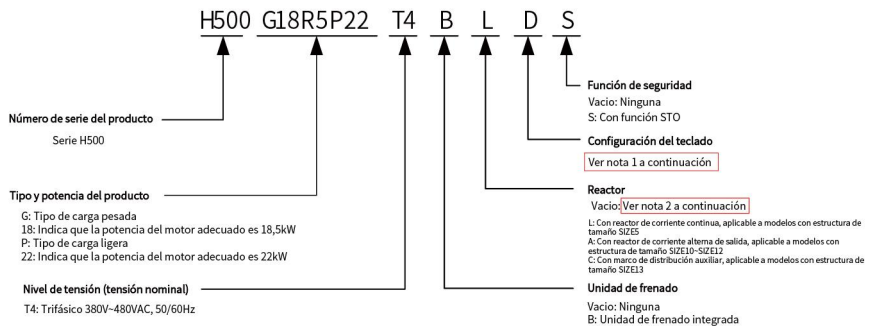 H500 G18R5P22 T4 B L D S
Número de serie del producto
Serie H500
Tipo y potencia del producto
G: Tipo de carga pesada
18: Indica que la potencia del motor adecuado es 18,5kW
P: Tipo de carga ligera
22: Indica que la potencia del motor adecuado es 22kW
Nivel de tensión (tensión nominal)
T4: Trifásico 380V~480VAC, 50/60Hz
Función de seguridad
Vacio: Ninguna
S: Con función STO
Configuración del teclado
Ver nota 1 a continuación
Reactor
Vacio: Ver nota 2 a continuación
L: Con reactor de corriente continua, aplicable a modelos con estructura de
tamaño SIZE5
A: Con reactor de corriente alterna de salida, aplicable a modelos con
estructura de tamaño SIZE10~SIZE12
C: Con marco de distribución auxiliar, aplicable a modelos con estructura de
tamaño SIZE13
Unidad de frenado
Vacio: Ninguna
B: Unidad de frenado integrada